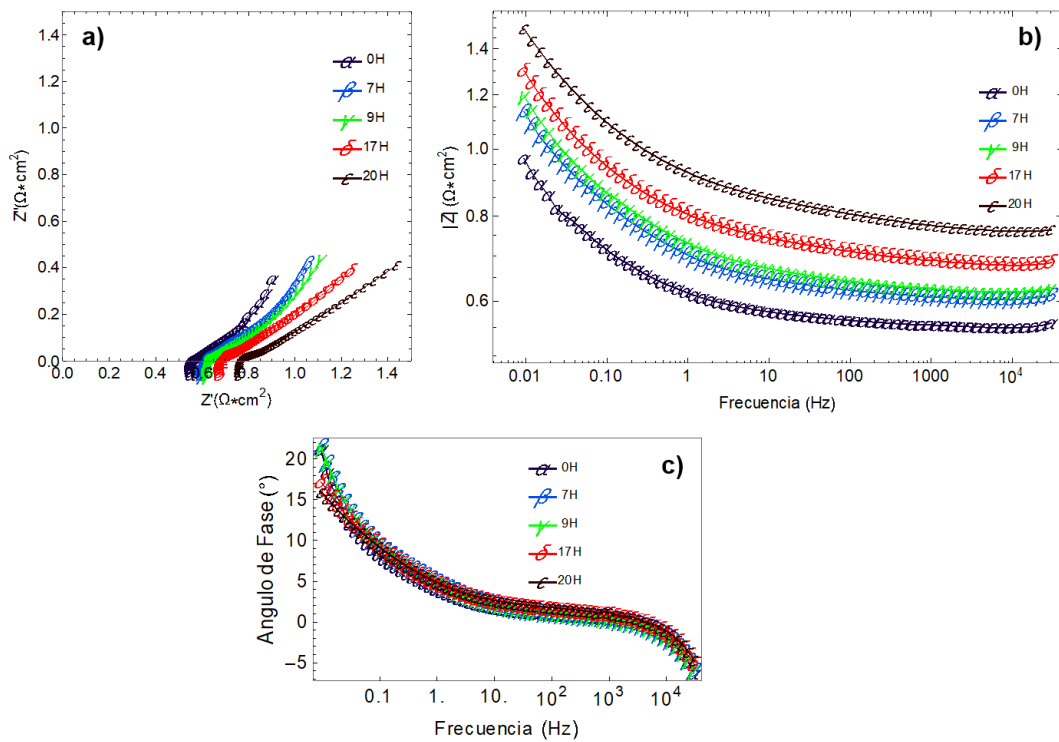 a)
Z'(Ω*cm²)
1.4
1.2
1.0
0.8
0.6
0.4
0.2
0.0
0.0 0.2 0.4 0.6 0.8 1.0 1.2 1.4
Z'(Ω*cm²)
α 0H
β 7H
γ 9H
δ 17H
ε 20H
b)
|Z| (Ω*cm²)
1.4
1.2
1.0
0.8
0.6
0.01 0.10 1 10 100 1000 10⁴
Frecuencia (Hz)
α 0H
β 7H
γ 9H
δ 17H
ε 20H
c)
Angulo de Fase (°)
20
15
10
5
0
−5
0.1 1. 10. 10² 10³ 10⁴
Frecuencia (Hz)
α 0H
β 7H
γ 9H
δ 17H
ε 20H